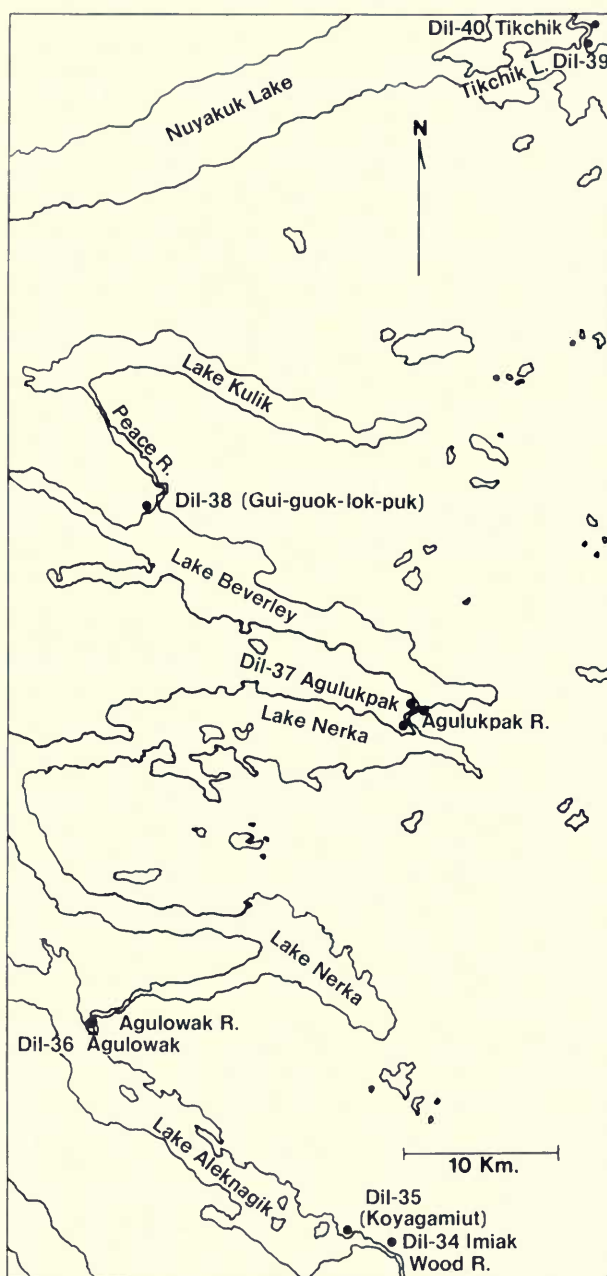 Dil-40 Tikchik
Dil-39
Tikchik L.
Nuyakuk Lake
N
Lake Kulik
Peace R.
Dil-38 (Gui-guok-lok-puk)
Lake Beverley
Dil-37 Agulukpak
Agulukpak R.
Lake Nerka
Lake Nerka
Agulowak R.
Dil-36 Agulowak
Lake Aleknagik
10 Km.
Dil-35
(Koyagamiut)
Dil-34 Imiak
Wood R.